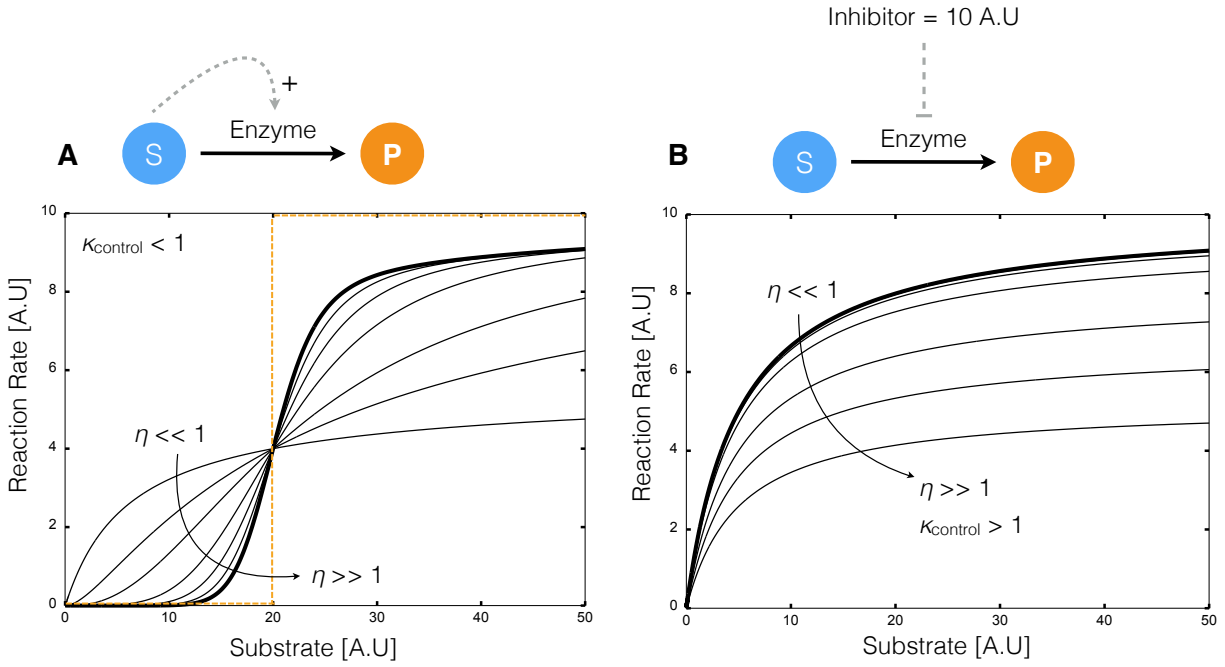 Inhibitor = 10 A.U
+
Enzyme
A
S
P
Enzyme
B
S
P
10
8
6
4
2
0
Reaction Rate [A.U]
κcontrol < 1
η << 1
η >> 1
0
10
20
30
40
50
Substrate [A.U]
10
8
6
4
2
0
Reaction Rate [A.U]
η << 1
η >> 1
κcontrol > 1
0
10
20
30
40
50
Substrate [A.U]